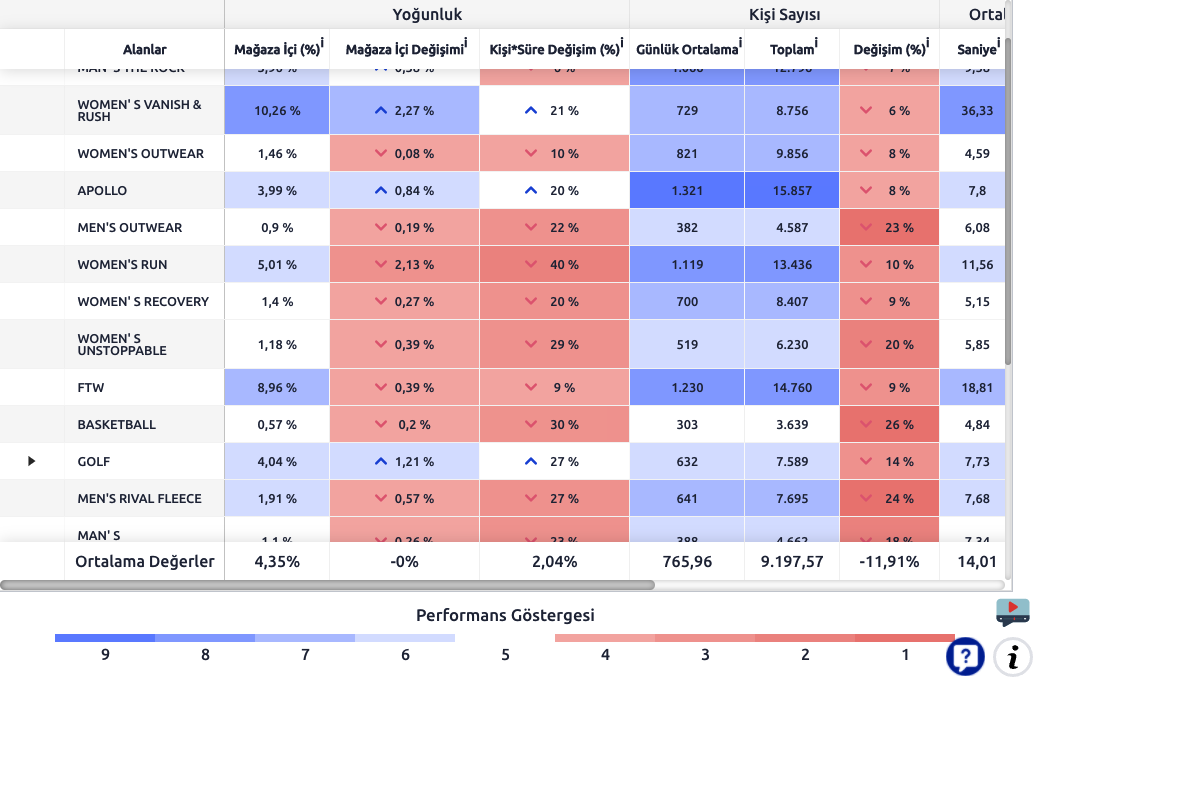 Yoğunluk Kişi Sayısı Ortal
Alanlar Mağaza İçi (%) i Mağaza İçi Değişimi i Kişi*Süre Değişim (%) i Günlük Ortalama i Toplam i Değişim (%) i Saniye i
WOMEN' S VANISH &
RUSH 10,26 % 2,27 % 21 % 729 8.756 6 % 36,33
WOMEN'S OUTWEAR 1,46 % 0,08 % 10 % 821 9.856 8 % 4,59
APOLLO 3,99 % 0,84 % 20 % 1.321 15.857 8 % 7,8
MEN'S OUTWEAR 0,9 % 0,19 % 22 % 382 4.587 23 % 6,08
WOMEN'S RUN 5,01 % 2,13 % 40 % 1.119 13.436 10 % 11,56
WOMEN' S RECOVERY 1,4 % 0,27 % 20 % 700 8.407 9 % 5,15
WOMEN' S
UNSTOPPABLE 1,18 % 0,39 % 29 % 519 6.230 20 % 5,85
FTW 8,96 % 0,39 % 9 % 1.230 14.760 9 % 18,81
BASKETBALL 0,57 % 0,2 % 30 % 303 3.639 26 % 4,84
GOLF 4,04 % 1,21 % 27 % 632 7.589 14 % 7,73
MEN'S RIVAL FLEECE 1,91 % 0,57 % 27 % 641 7.695 24 % 7,68
MAN' S
Ortalama Değerler 4,35% -0% 2,04% 765,96 9.197,57 -11,91% 14,01
Performans Göstergesi
9 8 7 6 5 4 3 2 1
? i